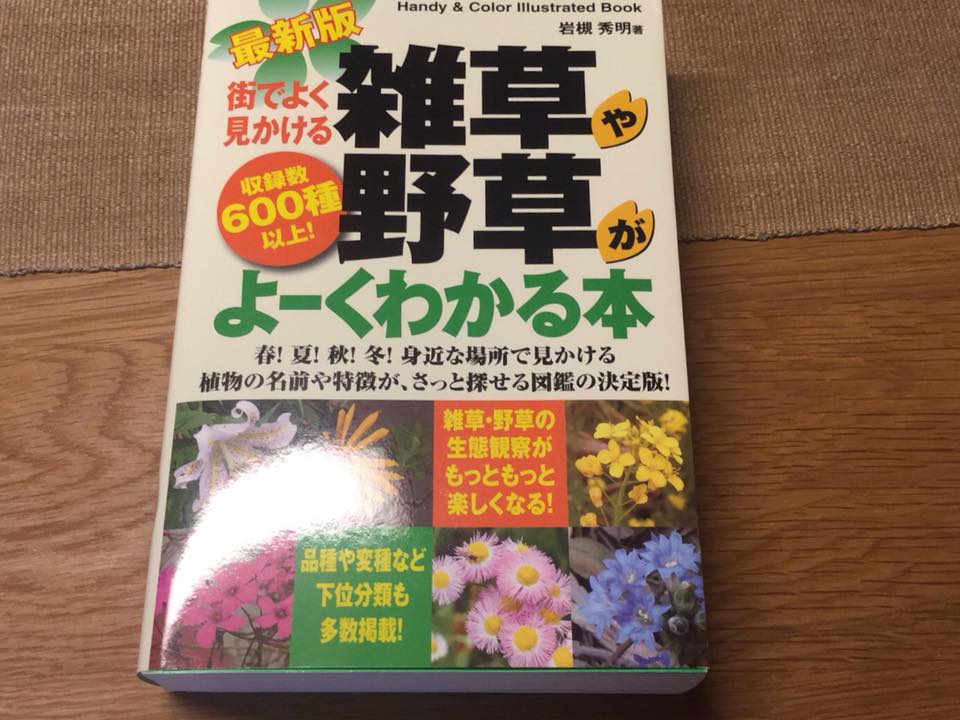 Handy & Color Illustrated Book
岩槻 秀明著
最新版
街でよく
見かける
雑草や
野草が
収録数
600種
以上!
よーくわかる本
春! 夏! 秋! 冬! 身近な場所で見かける
植物の名前や特徴が、さっと探せる図鑑の決定版!
雑草・野草の
生態観察が
もっともっと
楽しくなる!
品種や変種など
下位分類も
多数掲載!